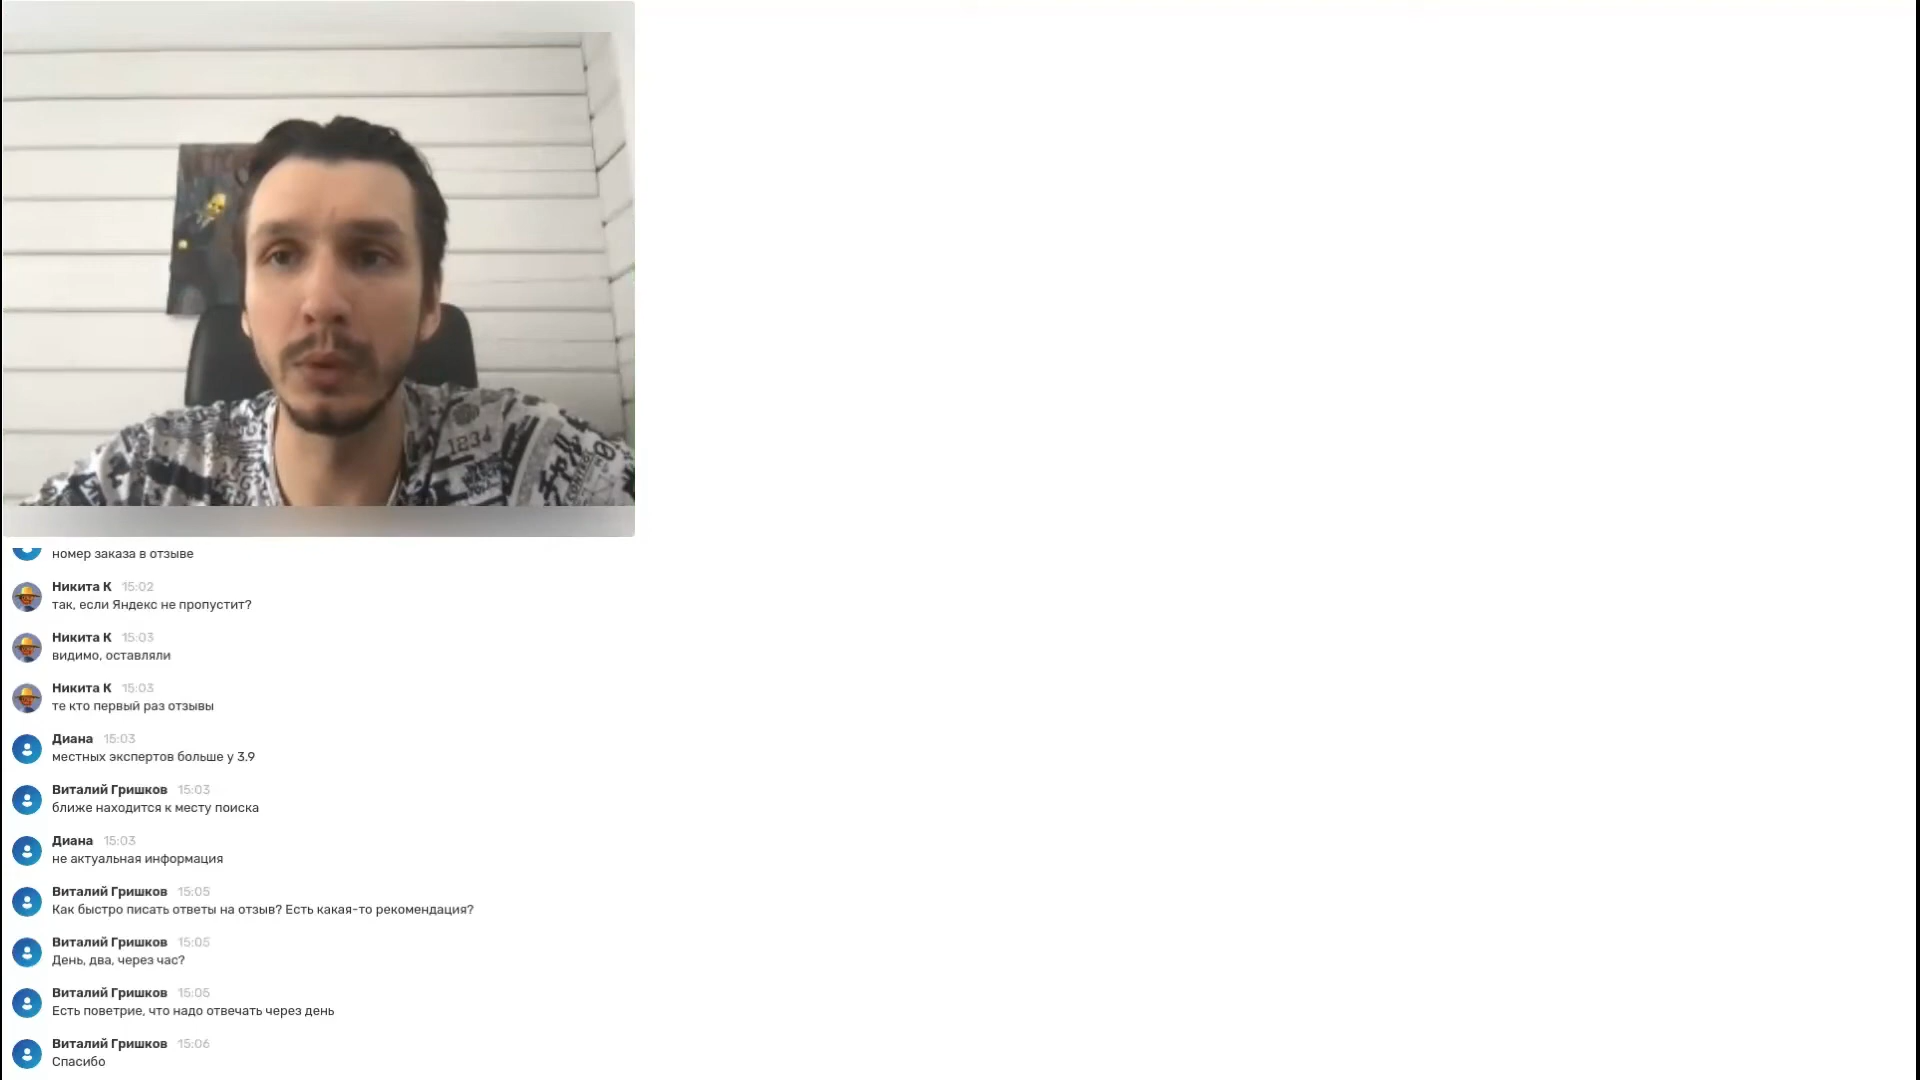 1234
номер заказа в отзыве
Никита К 15:02
так, если Яндекс не пропустит?
Никита К 15:03
видимо, оставляли
Никита К 15:03
те кто первый раз отзывы
Диана 15:03
местных экспертов больше у 3.9
Виталий Гришков 15:03
ближе находится к месту поиска
Диана 15:03
не актуальная информация
Виталий Гришков 15:05
Как быстро писать ответы на отзыв? Есть какая-то рекомендация?
Виталий Гришков 15:05
День, два, через час?
Виталий Гришков 15:05
Есть поветрие, что надо отвечать через день
Виталий Гришков 15:06
Спасибо